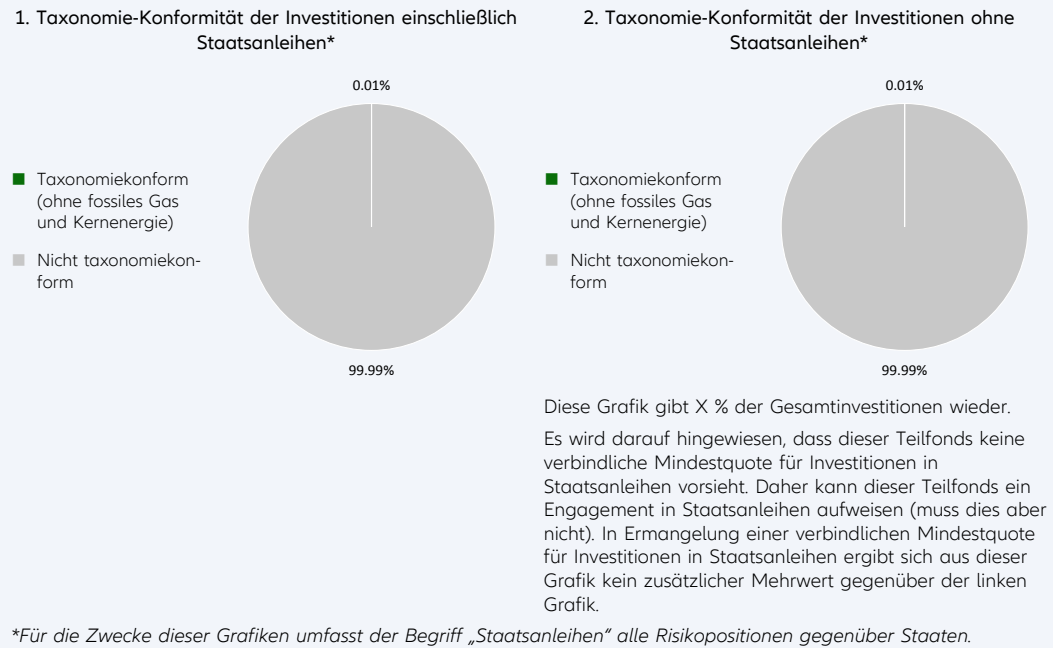 1. Taxonomie-Konformität der Investitionen einschließlich
Staatsanleihen*
0.01%
Taxonomiekonform
(ohne fossiles Gas
und Kernenergie)
Nicht taxonomiekon-
form
99.99%
2. Taxonomie-Konformität der Investitionen ohne
Staatsanleihen*
0.01%
Taxonomiekonform
(ohne fossiles Gas
und Kernenergie)
Nicht taxonomiekon-
form
99.99%
Diese Grafik gibt X % der Gesamtinvestitionen wieder.
Es wird darauf hingewiesen, dass dieser Teilfonds keine
verbindliche Mindestquote für Investitionen in
Staatsanleihen vorsieht. Daher kann dieser Teilfonds ein
Engagement in Staatsanleihen aufweisen (muss dies aber
nicht). In Ermangelung einer verbindlichen Mindestquote
für Investitionen in Staatsanleihen ergibt sich aus dieser
Grafik kein zusätzlicher Mehrwert gegenüber der linken
Grafik.
*Für die Zwecke dieser Grafiken umfasst der Begriff „Staatsanleihen“ alle Risikopositionen gegenüber Staaten.